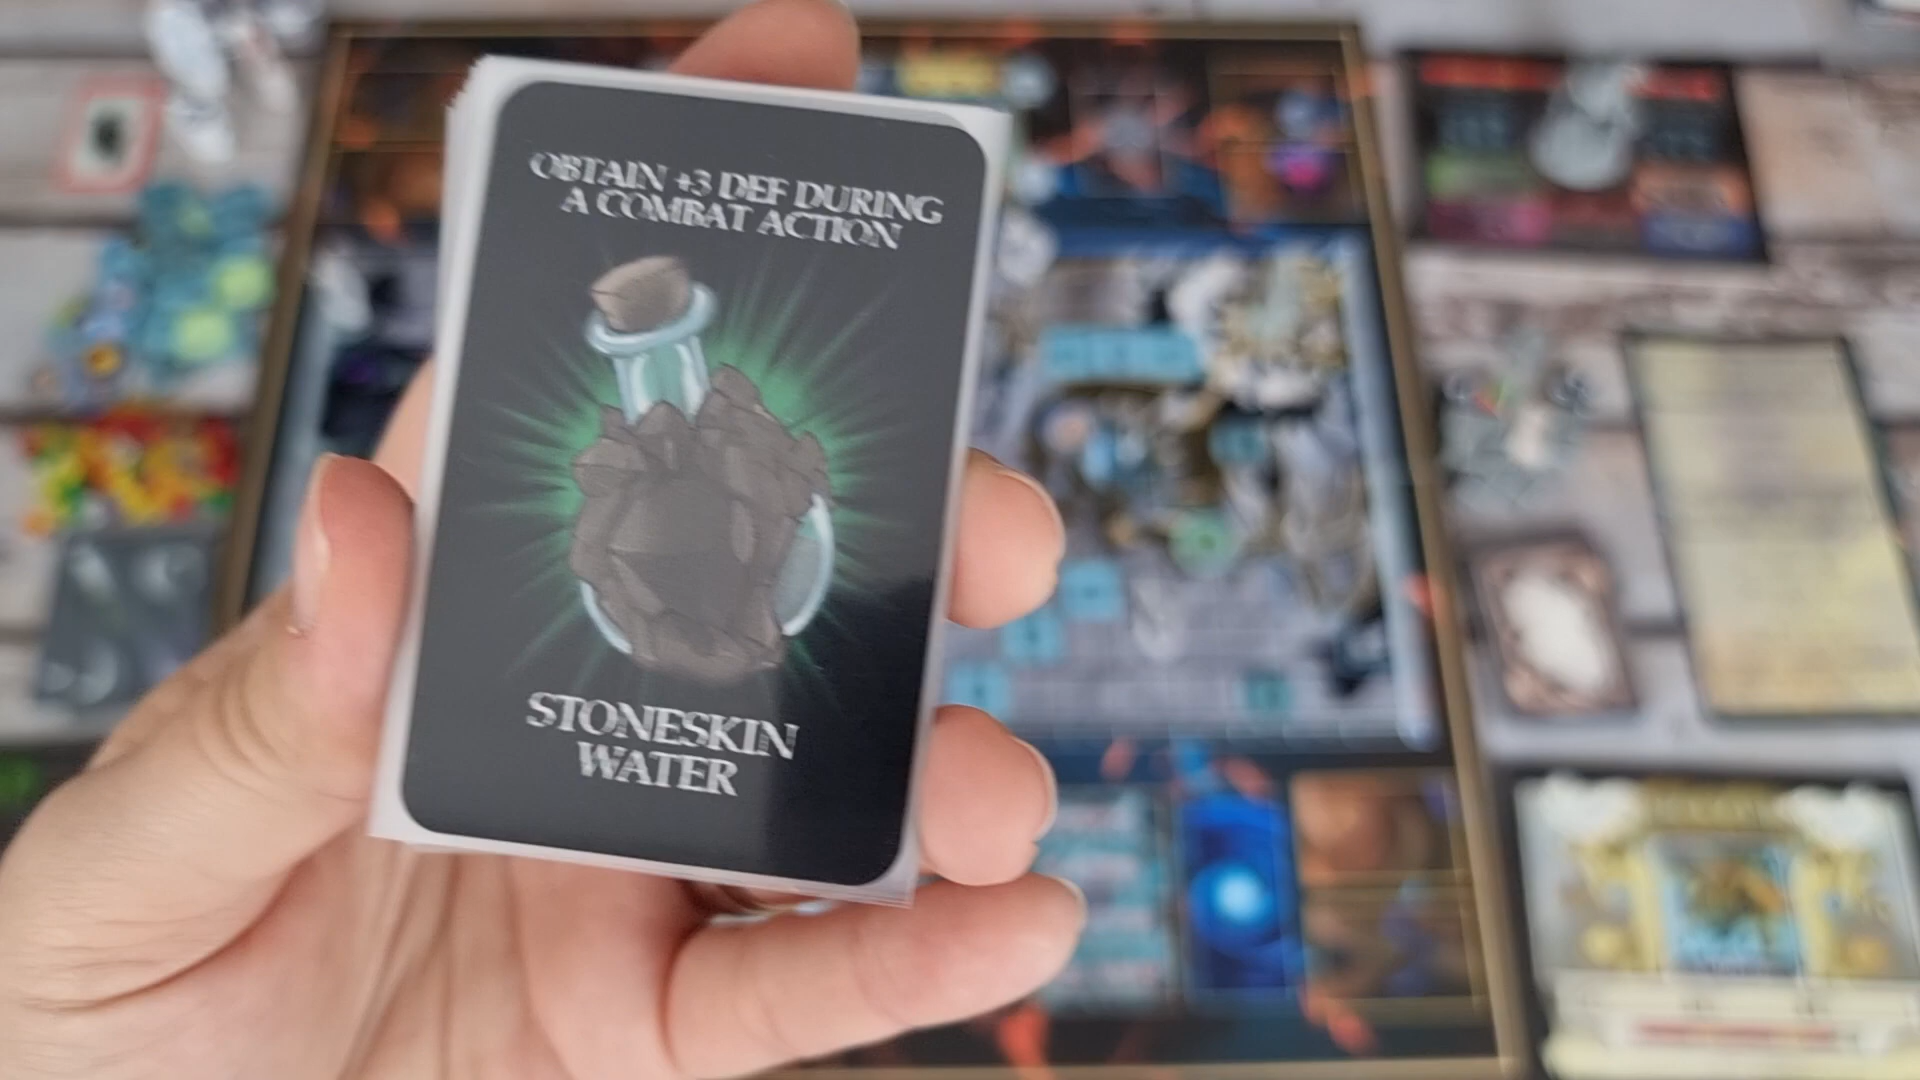 OBTAIN +3 DEF DURING
A COMBAT ACTION
STONESKIN
WATER